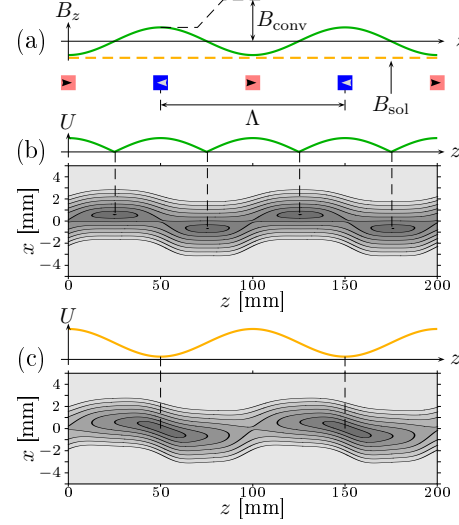 B_z
(a)
B_conv
z
B_sol
Λ
U
(b)
z
x [mm]
4
2
0
−2
−4
0
50
100
150
200
z [mm]
U
(c)
z
x [mm]
4
2
0
−2
−4
0
50
100
150
200
z [mm]